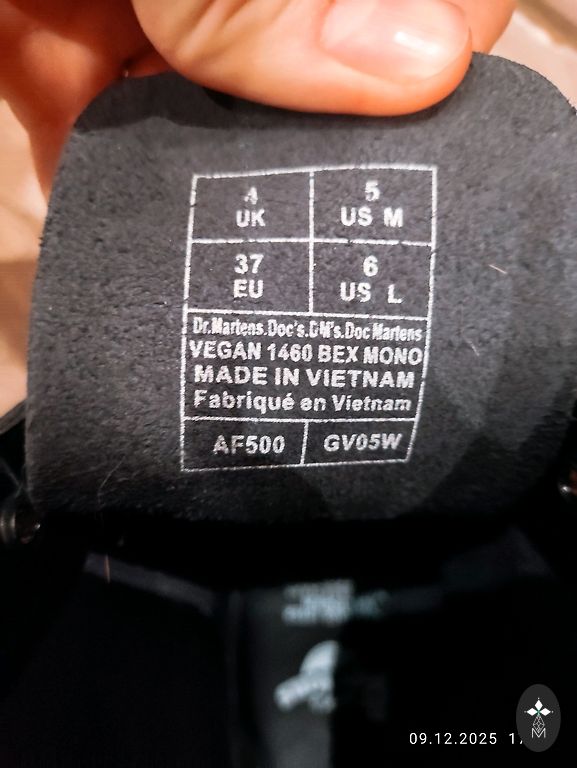 4 UK
5 US M
37 EU
6 US L
Dr.Martens.Doc's.DM's.Doc Martens
VEGAN 1460 BEX MONO
MADE IN VIETNAM
Fabriqué en Vietnam
AF500
GV05W
09.12.2025
M